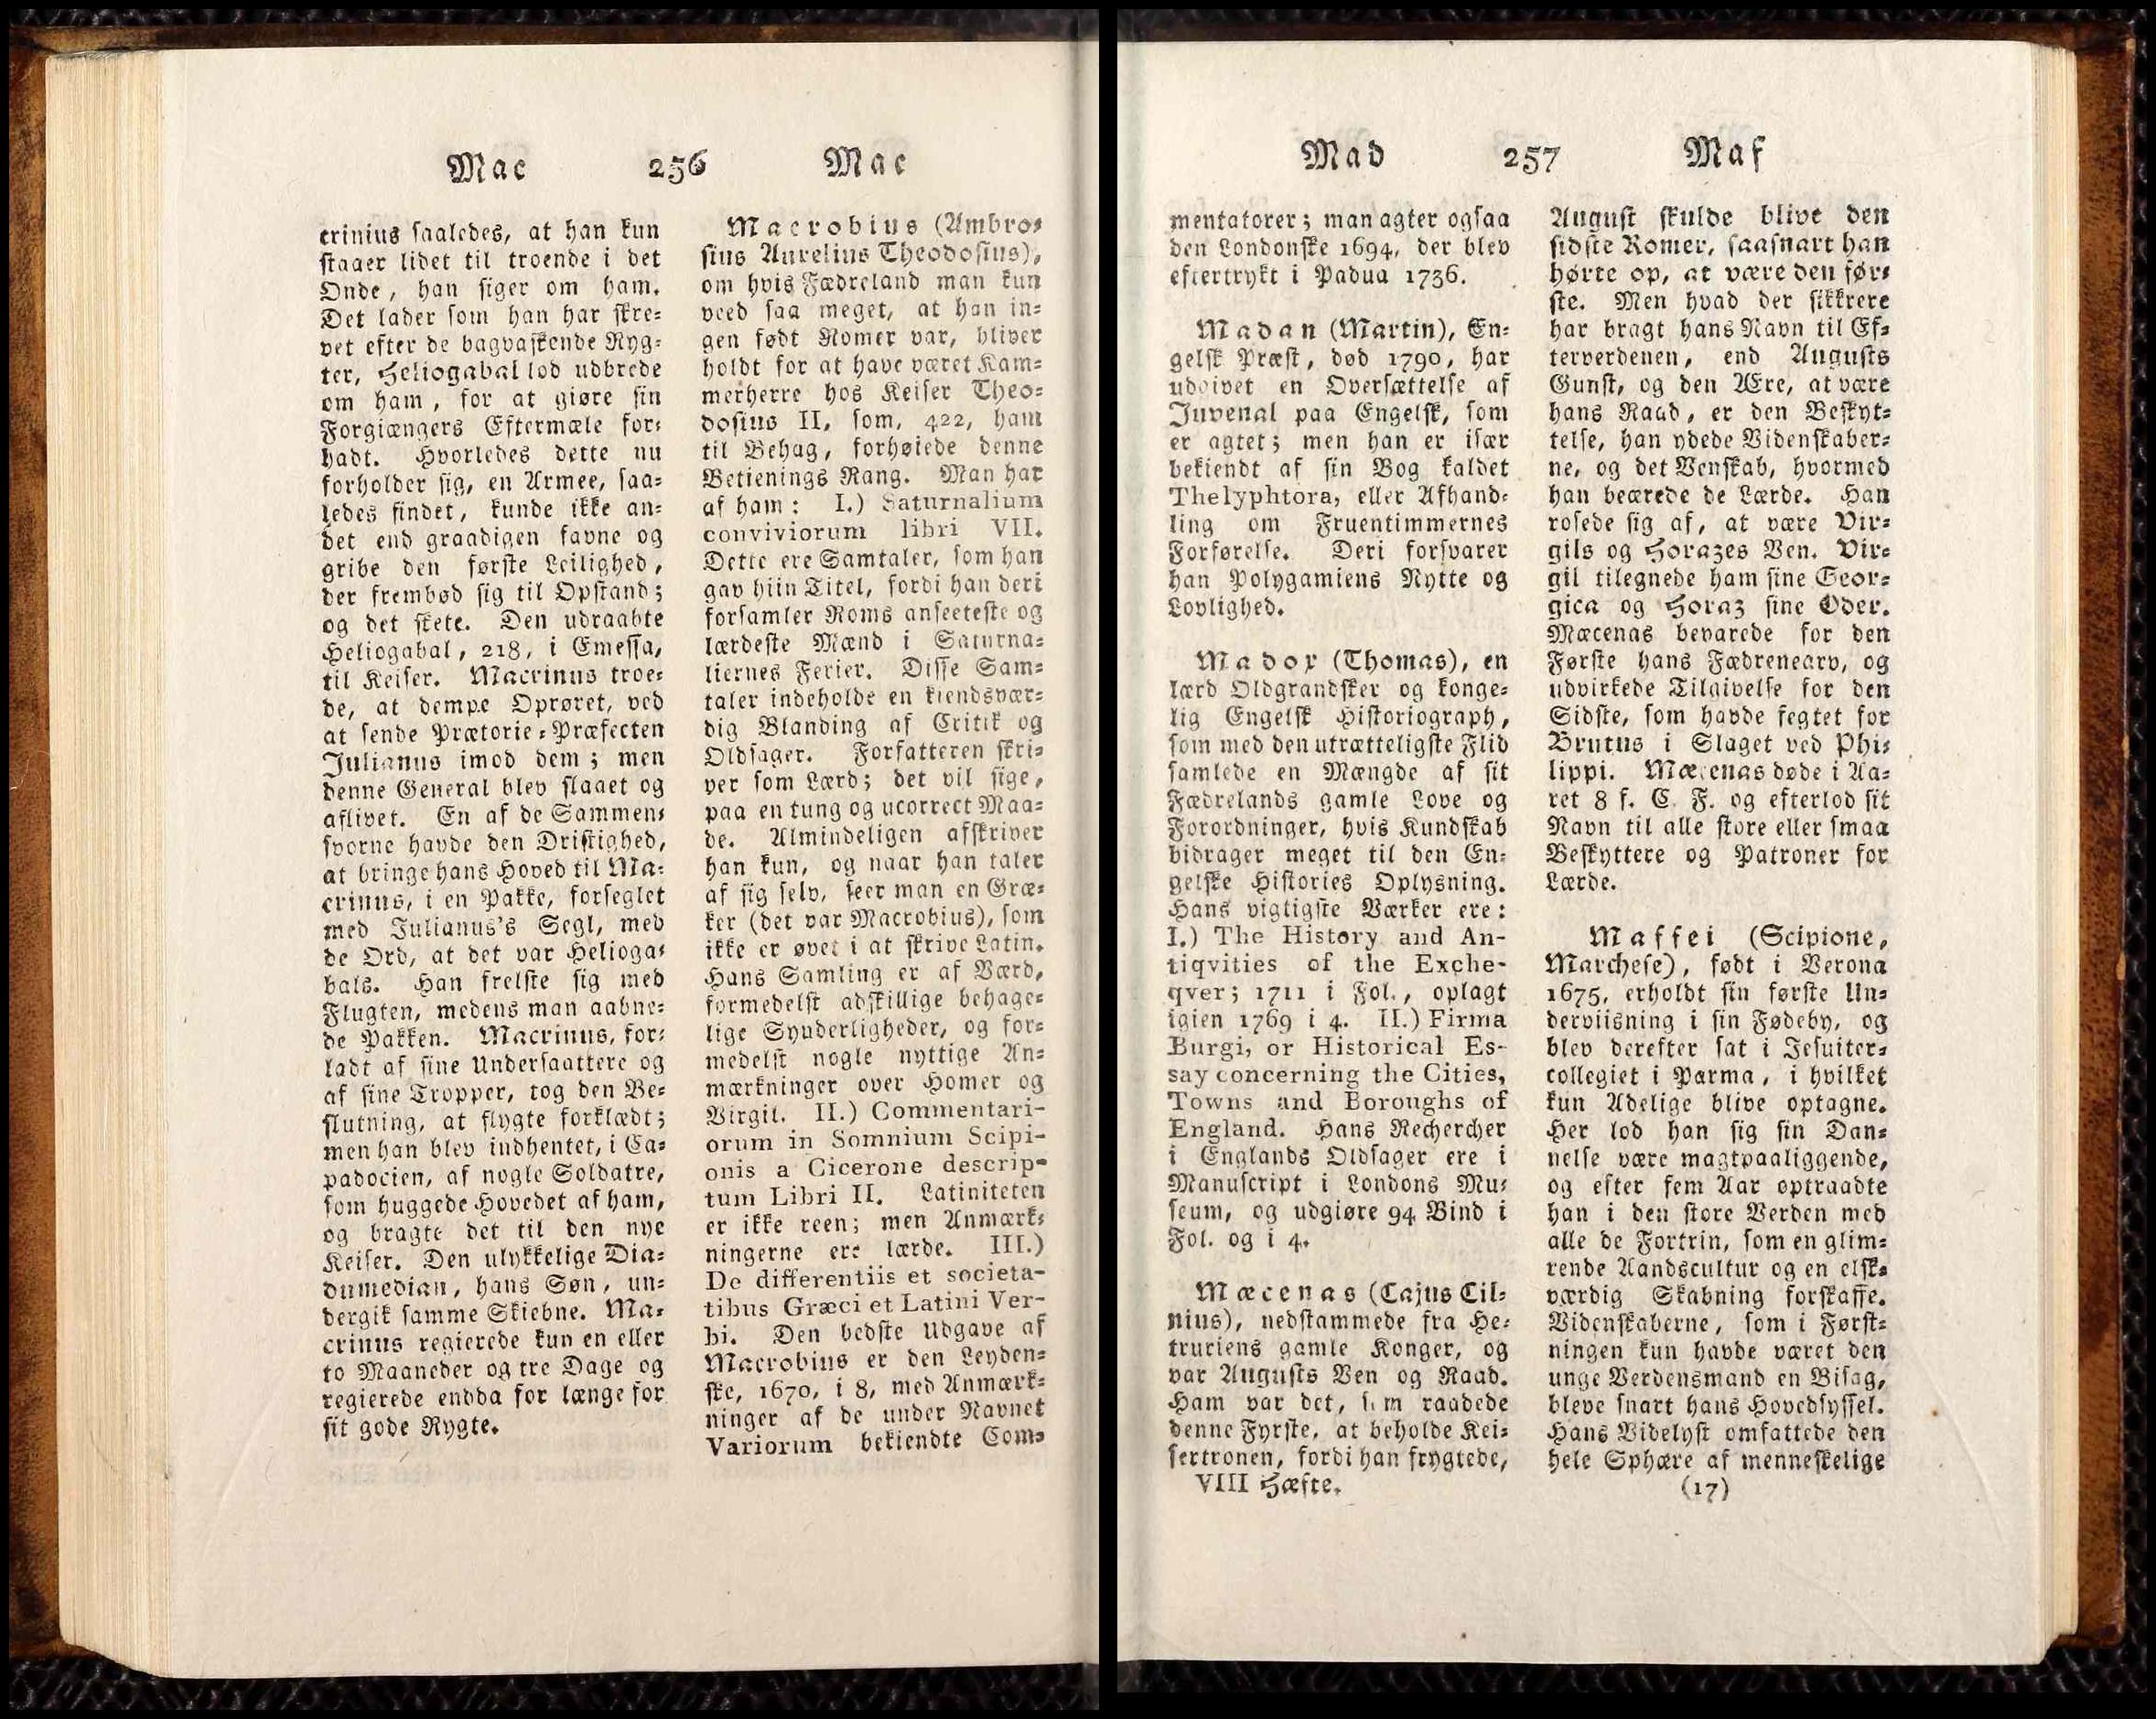 Mac 256 Mac
crinius saaledes, at han kun
staaer lidet til troende i det
Onde, han siger om ham.
Det lader som han har skre-
vet efter de bagvaskende Ryg-
ter, Heliogabal lod udbrede
om ham, for at giøre sin
Forgiængers Eftermæle for-
hadt. Hvorledes dette nu
forholder sig, en Armee, saa-
ledes findet, kunde ikke an-
det end graadigen favne og
gribe den første Leilighed,
der frembød sig til Opstand;
og det skete. Den udraabte
Heliogabal, 218, i Emessa,
til Keiser. Macrinus troe-
de, at dempe Oprøret, ved
at sende Prætorie-Præfecten
Julianus imod dem; men
denne General blev slaaet og
aflivet. En af de Sammen-
svorne havde den Dristighed,
at bringe hans Hoved til Ma-
crinus, i en Pakke, forseglet
med Julianus's Segl, med
de Ord, at det var Helioga-
bals. Han frelste sig med
Flugten, medens man aabne-
de Pakken. Macrinus, for-
ladt af sine Undersaattere og
af sine Tropper, tog den Be-
slutning, at flygte forklædt;
men han blev indhentet, i Ca-
padocien, af nogle Soldatre,
som huggede Hovedet af ham,
og bragte det til den nye
Keiser. Den ulykkelige Dia-
dumedian, hans Søn, un-
dergik samme Skiebne. Ma-
crinus regierede kun en eller
to Maaneder og tre Dage og
regierede endda for længe for
sit gode Rygte.
Macrobius (Ambro-
sius Aurelius Theodosius),
om hvis Fædreland man kun
veed saa meget, at han in-
gen født Romer var, bliver
holdt for at have været Kam-
merherre hos Keiser Theo-
dosius II, som, 422, ham
til Behag, forhøiede denne
Betienings Rang. Man har
af ham: I.) Saturnalium
conviviorum libri VII.
Dette ere Samtaler, som han
gav hiin Titel, fordi han deri
forsamler Roms anseeteste og
lærdeste Mænd i Saturna-
liernes Ferier. Disse Sam-
taler indeholde en kiendsvær-
dig Blanding af Critik og
Oldsager. Forfatteren skri-
ver som Lærd; det vil sige,
paa en tung og ucorrect Maa-
de. Almindeligen afskriver
han kun, og naar han taler
af sig selv, seer man en Græ-
ker (det var Macrobius), som
ikke er øvet i at skrive Latin.
Hans Samling er af Værd,
formedelst adskillige behage-
lige Synderligheder, og for-
medelst nogle nyttige An-
mærkninger over Homer og
Virgil. II.) Commentari-
orum in Somnium Scipi-
onis a Cicerone descrip-
tum Libri II. Latiniteten
er ikke reen; men Anmærk-
ningerne ere lærde. III.)
De differentiis et societa-
tibus Græci et Latini Ver-
bi. Den bedste Udgave af
Macrobius er den Leyden-
ske, 1670, i 8, med Anmærk-
ninger af de under Navnet
Variorum bekiendte Com-
Mad 257 Maf
mentatorer; man agter ogsaa
den Londonske 1694, der blev
eftertrykt i Padua 1736.
Madan (Martin), En-
gelsk Præst, død 1790, har
udgivet en Oversættelse af
Juvenal paa Engelsk, som
er agtet; men han er især
bekiendt af sin Bog kaldet
Thelyphtora, eller Afhand-
ling om Fruentimmernes
Forførelse. Deri forsvarer
han Polygamiens Nytte og
Lovlighed.
Madox (Thomas), en
lærd Oldgrandsker og konge-
lig Engelsk Historiograph,
som med den utrætteligste Flid
samlede en Mængde af sit
Fædrelands gamle Love og
Forordninger, hvis Kundskab
bidrager meget til den En-
gelske Histories Oplysning.
Hans vigtigste Værker ere:
I.) The History and An-
tiqvities of the Exche-
qver; 1711 i Fol., oplagt
igien 1769 i 4. II.) Firma
Burgi, or Historical Es-
say concerning the Cities,
Towns and Boroughs of
England. Hans Rechercher
i Englands Oldsager ere i
Manuscript i Londons Mu-
seum, og udgiøre 94 Bind i
Fol. og i 4.
Mæcenas (Cajus Cil-
nius), nedstammede fra He-
truriens gamle Konger, og
var Augusts Ven og Raad.
Ham var det, som raadede
denne Fyrste, at beholde Kei-
sertronen, fordi han frygtede,
VIII Hæfte.
August skulde blive den
sidste Romer, saasnart han
hørte op, at være den før-
ste. Men hvad der sikkrere
har bragt hans Navn til Ef-
terverdenen, end Augusts
Gunst, og den Ære, at være
hans Raad, er den Beskyt-
telse, han ydede Videnskaber-
ne, og det Venskab, hvormed
han beærede de Lærde. Han
rosede sig af, at være Vir-
gils og Horazes Ven. Vir-
gil tilegnede ham sine Geor-
gica og Horaz sine Oder.
Mæcenas bevarede for den
Første hans Fædrenearv, og
udvirkede Tilgivelse for den
Sidste, som havde fegtet for
Brutus i Slaget ved Phi-
lippi. Mæcenas døde i Aa-
ret 8 f. C. F. og efterlod sit
Navn til alle store eller smaa
Beskyttere og Patroner for
Lærde.
Maffei (Scipione,
Marchese), født i Verona
1675, erholdt sin første Un-
derviisning i sin Fødeby, og
blev derefter sat i Jesuiter-
collegiet i Parma, i hvilket
kun Adelige blive optagne.
Her lod han sig sin Dan-
nelse være magtpaaliggende,
og efter fem Aar optraadte
han i den store Verden med
alle de Fortrin, som en glim-
rende Aandscultur og en elsk-
værdig Skabning forskaffe.
Videnskaberne, som i Først-
ningen kun havde været den
unge Verdensmand en Bisag,
bleve snart hans Hovedsyssel.
Hans Videlyst omfattede den
hele Sphære af menneskelige
(17)